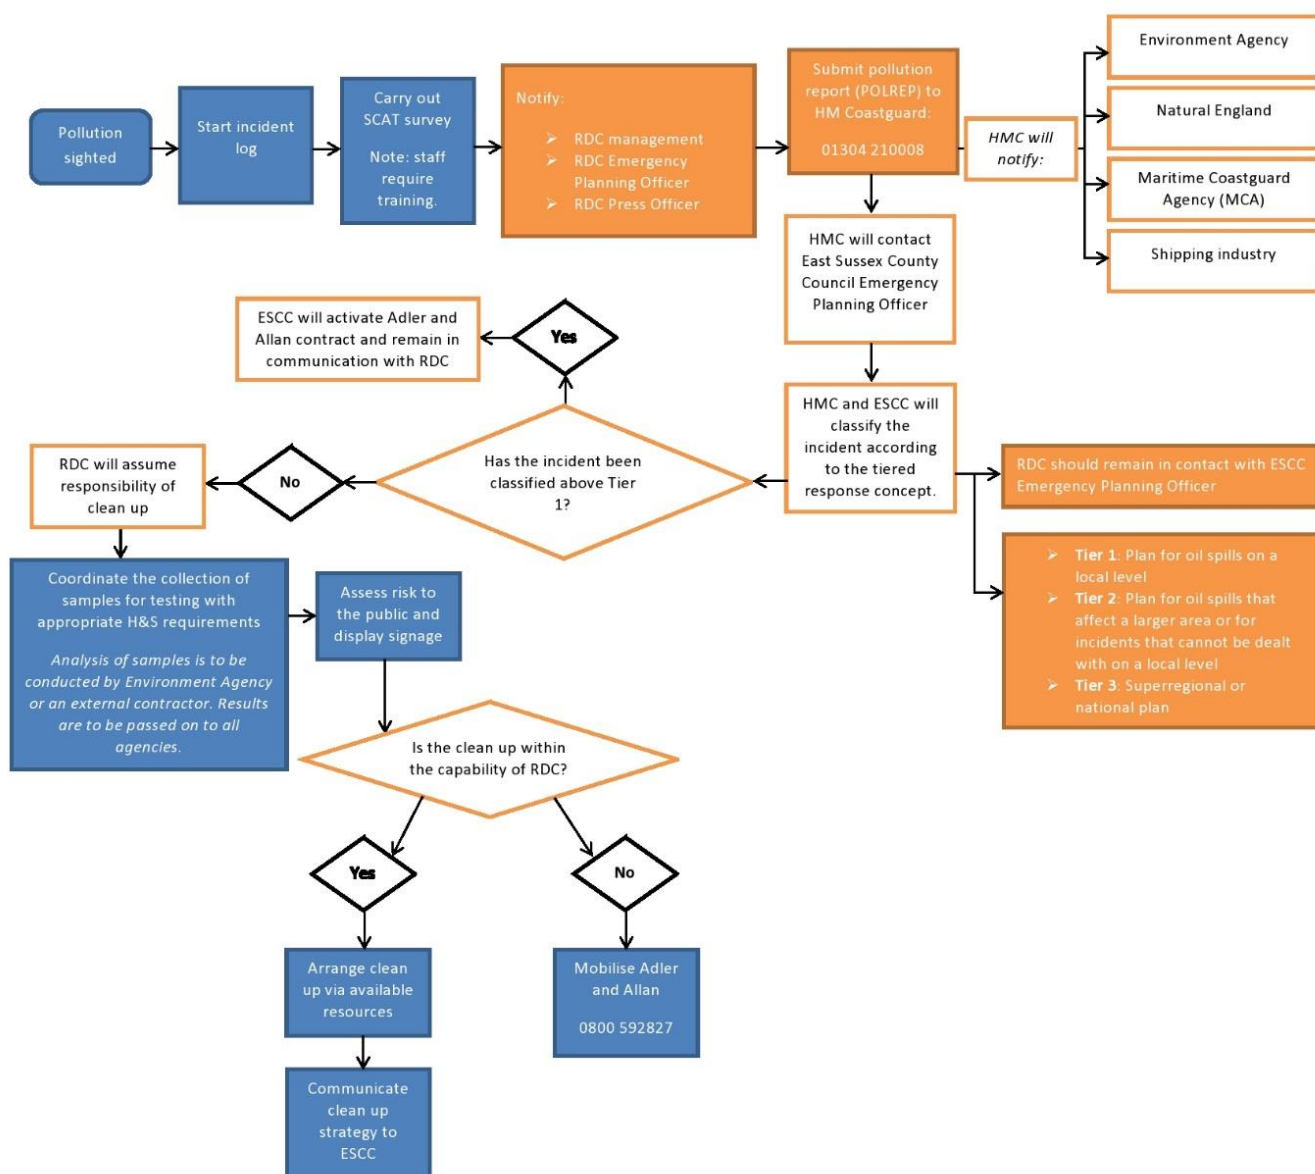 Pollution
sighted
Start incident
log
Carry out
SCAT survey
Note: staff
require
training.
Notify:
➢ RDC management
➢ RDC Emergency
Planning Officer
➢ RDC Press Officer
Submit pollution
report (POLREP) to
HM Coastguard:
01304 210008
HMC will
notify:
Environment Agency
Natural England
Maritime Coastguard
Agency (MCA)
Shipping industry
HMC will contact
East Sussex County
Council Emergency
Planning Officer
HMC and ESCC will
classify the
incident according
to the tiered
response concept.
RDC should remain in contact with ESCC
Emergency Planning Officer
➢ Tier 1: Plan for oil spills on a
local level
➢ Tier 2: Plan for oil spills that
affect a larger area or for
incidents that cannot be dealt
with on a local level
➢ Tier 3: Superregional or
national plan
Has the incident been
classified above Tier
1?
Yes
ESCC will activate Adler and
Allan contract and remain in
communication with RDC
No
RDC will assume
responsibility of
clean up
Coordinate the collection of
samples for testing with
appropriate H&S requirements
Analysis of samples is to be
conducted by Environment Agency
or an external contractor. Results
are to be passed on to all
agencies.
Assess risk to
the public and
display signage
Is the clean up within
the capability of RDC?
Yes
No
Arrange clean
up via available
resources
Mobilise Adler
and Allan
0800 592827
Communicate
clean up
strategy to
ESCC